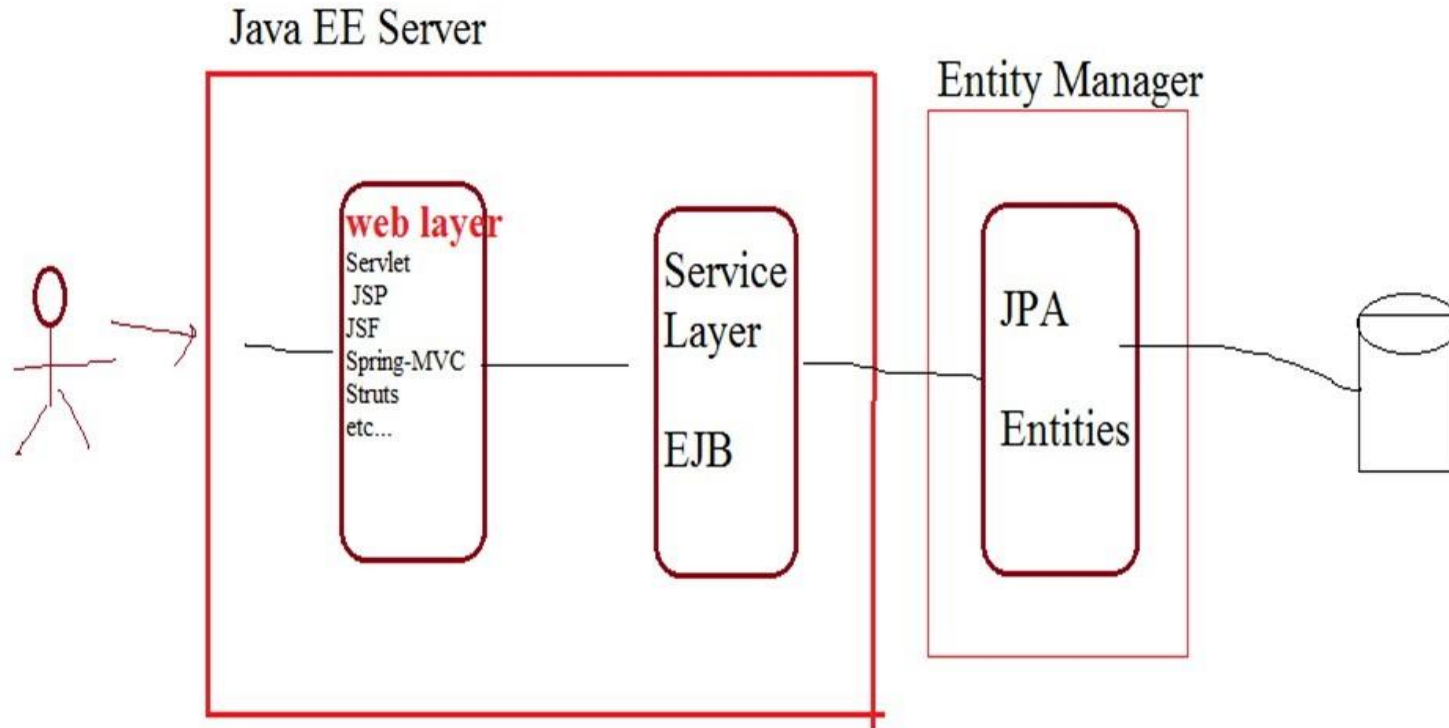 Java EE Server
Entity Manager
web layer
Servlet
JSP
JSF
Spring-MVC
Struts
etc...
Service
Layer
EJB
JPA
Entities